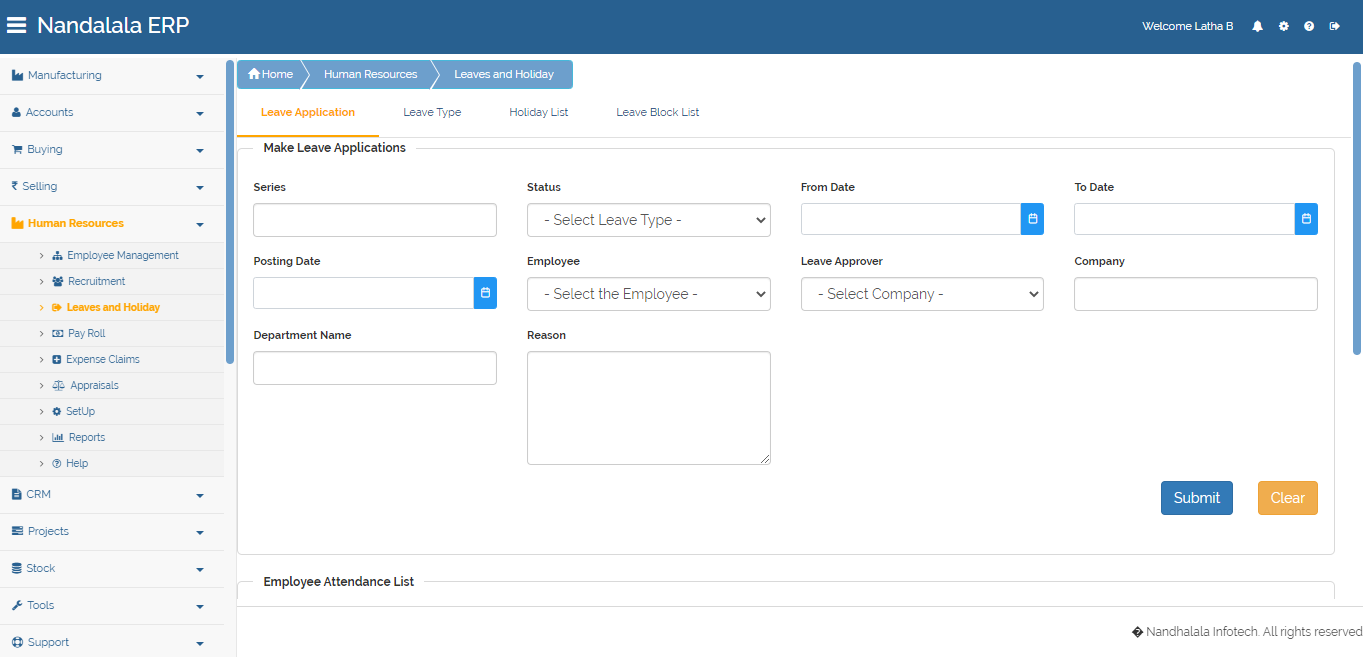 Nandalala ERP
Welcome Latha B
Manufacturing
Accounts
Buying
Selling
Human Resources
Employee Management
Recruitment
Leaves and Holiday
Pay Roll
Expense Claims
Appraisals
SetUp
Reports
Help
CRM
Projects
Stock
Tools
Support
Home Human Resources Leaves and Holiday
Leave Application Leave Type Holiday List Leave Block List
Make Leave Applications
Series Status From Date To Date
- Select Leave Type -
Posting Date Employee Leave Approver Company
- Select the Employee - - Select Company -
Department Name Reason
Submit Clear
Employee Attendance List
� Nandhalala Infotech. All rights reserved